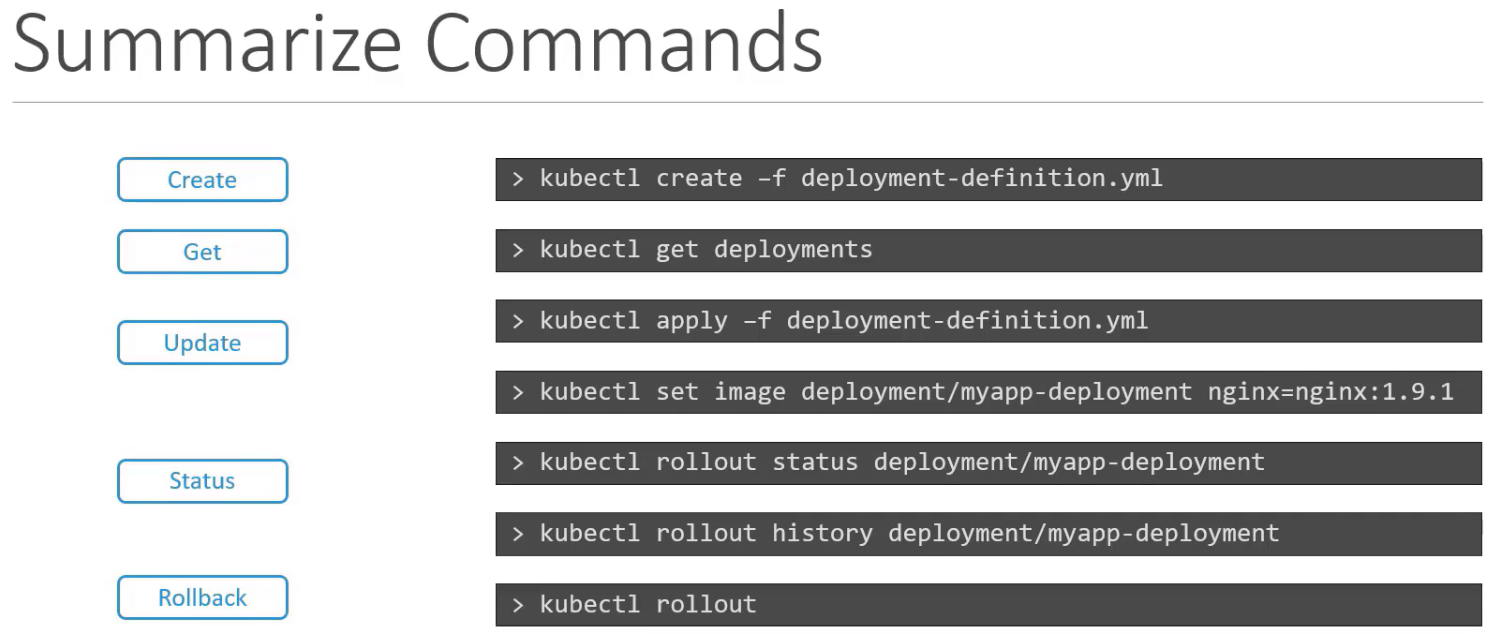 Summarize Commands
Create
> kubectl create –f deployment-definition.yml
Get
> kubectl get deployments
Update
> kubectl apply –f deployment-definition.yml
> kubectl set image deployment/myapp-deployment nginx=nginx:1.9.1
Status
> kubectl rollout status deployment/myapp-deployment
> kubectl rollout history deployment/myapp-deployment
Rollback
> kubectl rollout